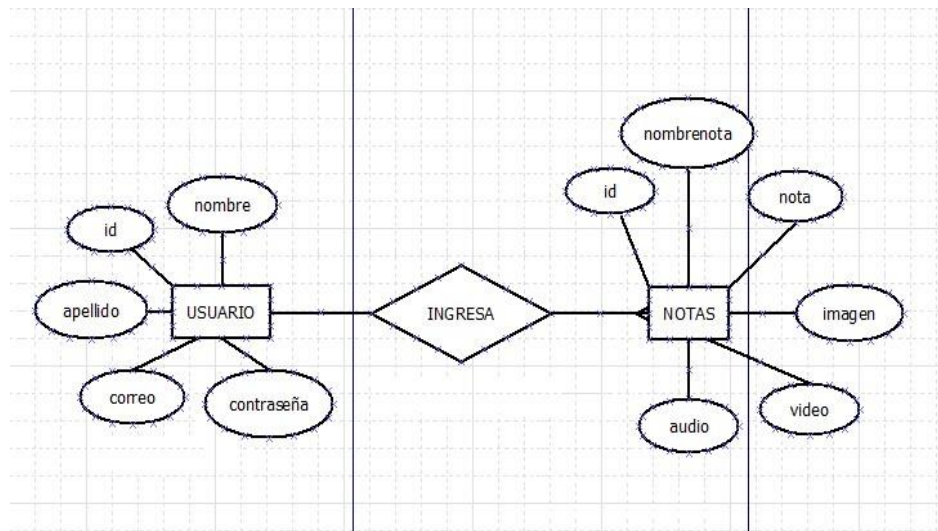 nombrenota
id
nota
nombre
id
apellido
USUARIO
INGRESA
NOTAS
imagen
correo
contraseña
audio
video